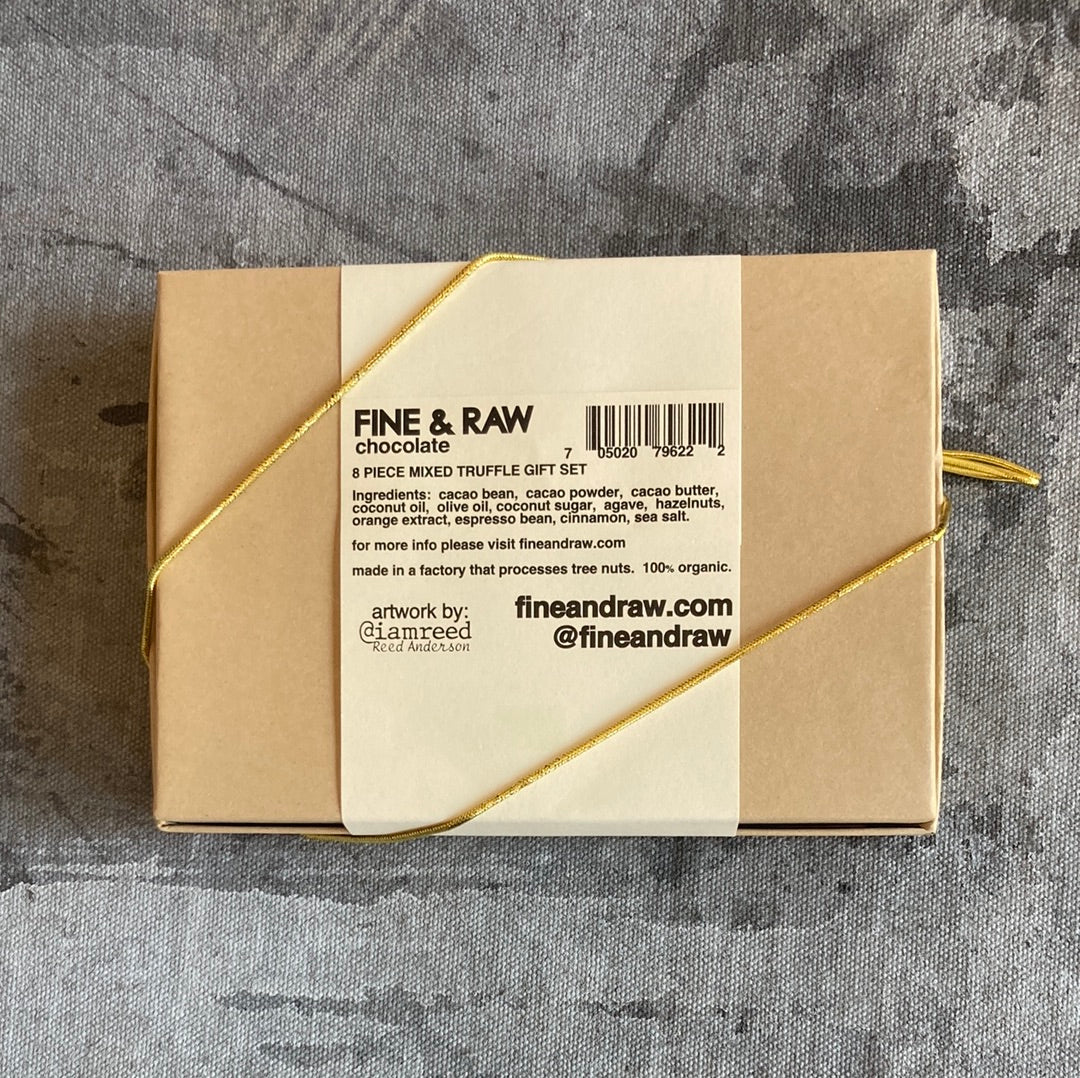 FINE & RAW
chocolate
7 05020 79622 2
8 PIECE MIXED TRUFFLE GIFT SET
Ingredients: cacao bean, cacao powder, cacao butter,
coconut oil, olive oil, coconut sugar, agave, hazelnuts,
orange extract, espresso bean, cinnamon, sea salt.
for more info please visit fineandraw.com
made in a factory that processes tree nuts. 100% organic.
artwork by:
@iamreed
Reed Anderson
fineandraw.com
@fineandraw